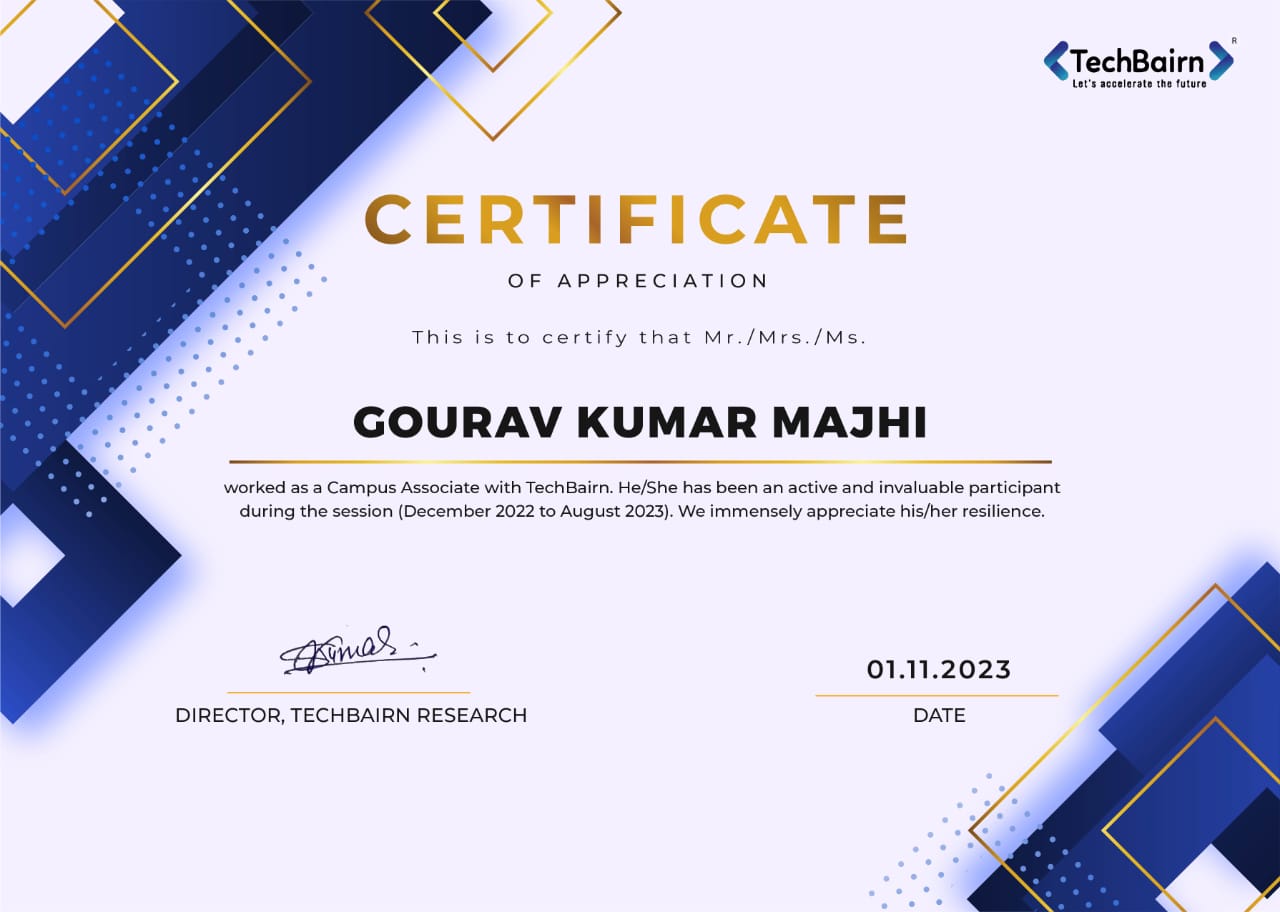 R
TechBairn
Let's accelerate the future
CERTIFICATE
OF APPRECIATION
This is to certify that Mr./Mrs./Ms.
GOURAV KUMAR MAJHI
worked as a Campus Associate with TechBairn. He/She has been an active and invaluable participant
during the session (December 2022 to August 2023). We immensely appreciate his/her resilience.
01.11.2023
DIRECTOR, TECHBAIRN RESEARCH
DATE